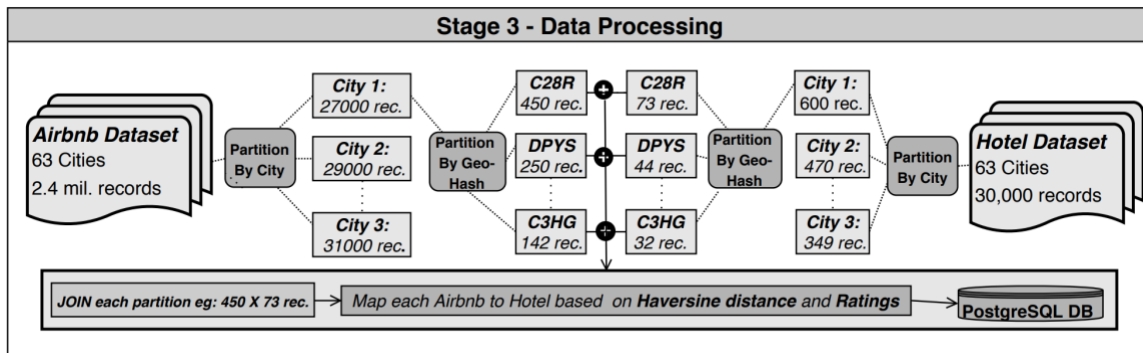 Stage 3 - Data Processing
Airbnb Dataset
63 Cities
2.4 mil. records
Partition
By City
City 1:
27000 rec.
City 2:
29000 rec.
City 3:
31000 rec.
Partition
By Geo-
Hash
C28R
450 rec.
DPYS
250 rec.
C3HG
142 rec.
C28R
73 rec.
DPYS
44 rec.
C3HG
32 rec.
Partition
By Geo-
Hash
City 1:
600 rec.
City 2:
470 rec.
City 3:
349 rec.
Partition
By City
Hotel Dataset
63 Cities
30,000 records
JOIN each partition eg: 450 X 73 rec.
Map each Airbnb to Hotel based on Haversine distance and Ratings
PostgreSQL DB